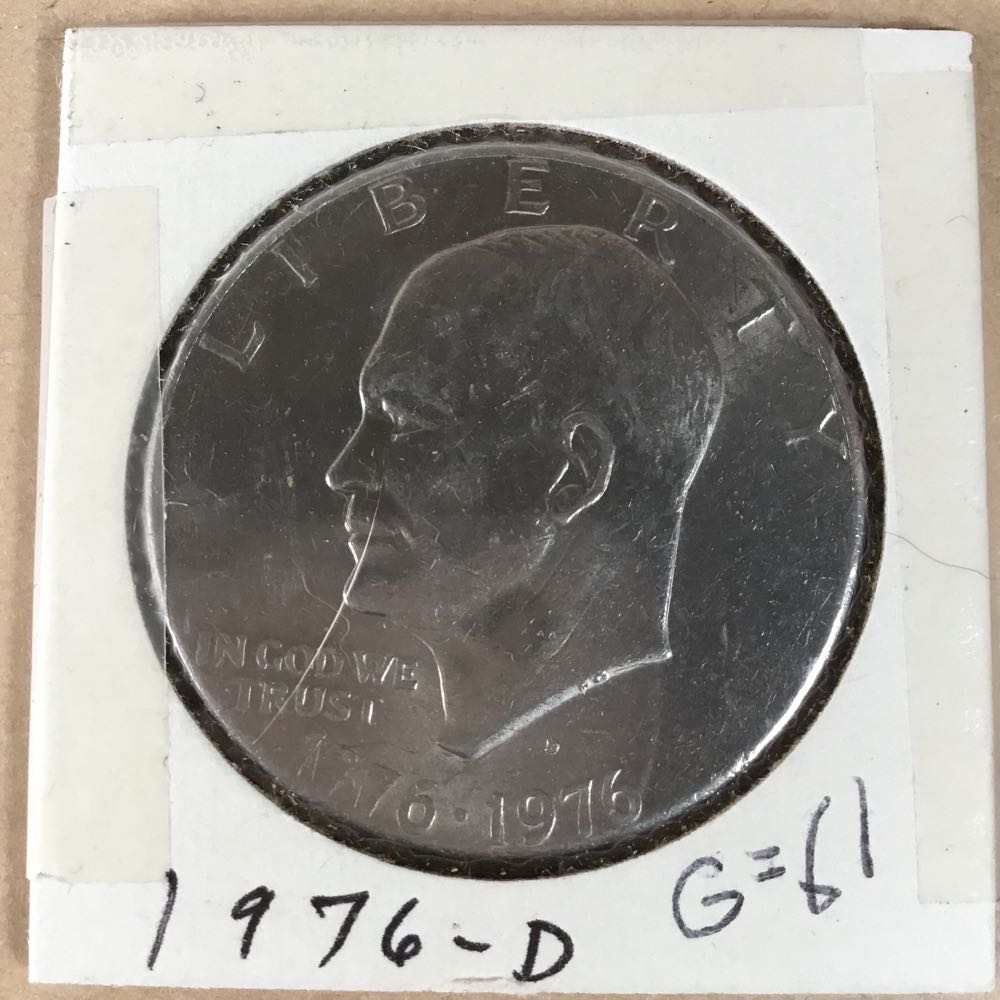 LIBERTY
IN GOD WE
TRUST
D
1776 · 1976
1976-D
G=61